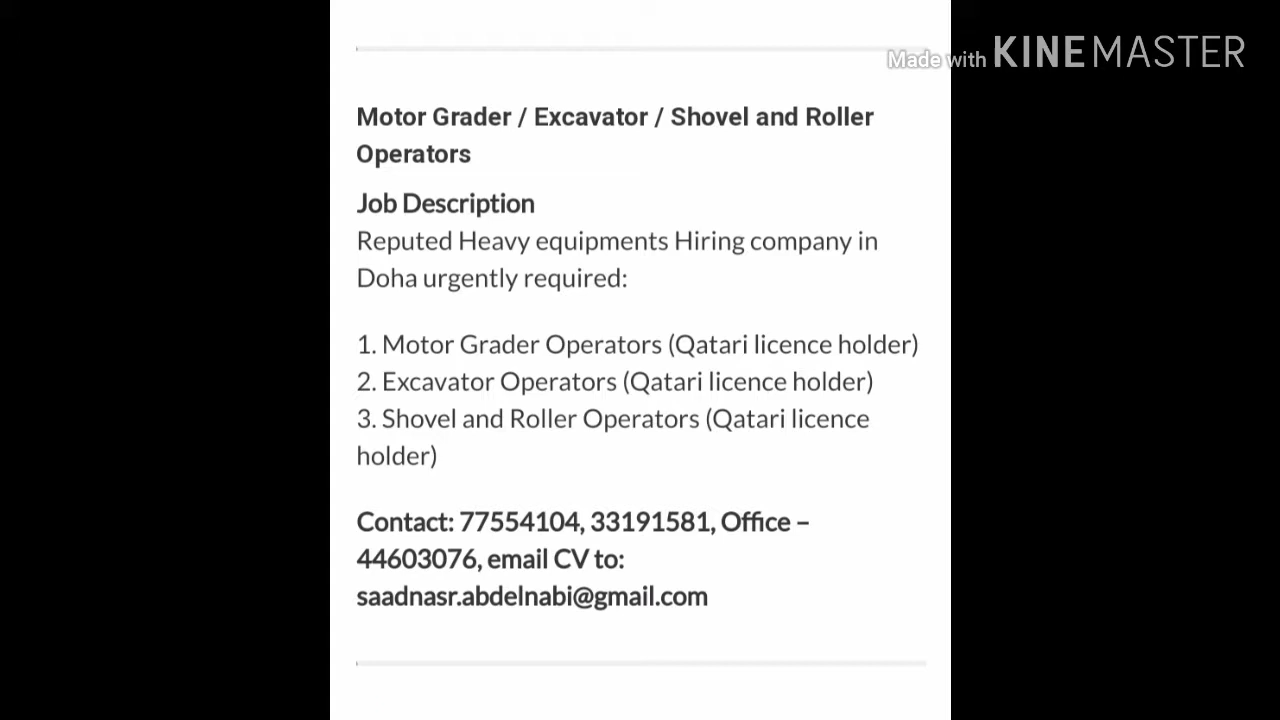 Made with KINEMASTER
Motor Grader / Excavator / Shovel and Roller
Operators
Job Description
Reputed Heavy equipments Hiring company in
Doha urgently required:
1. Motor Grader Operators (Qatari licence holder)
2. Excavator Operators (Qatari licence holder)
3. Shovel and Roller Operators (Qatari licence
holder)
Contact: 77554104, 33191581, Office –
44603076, email CV to:
saadnasr.abdelnabi@gmail.com